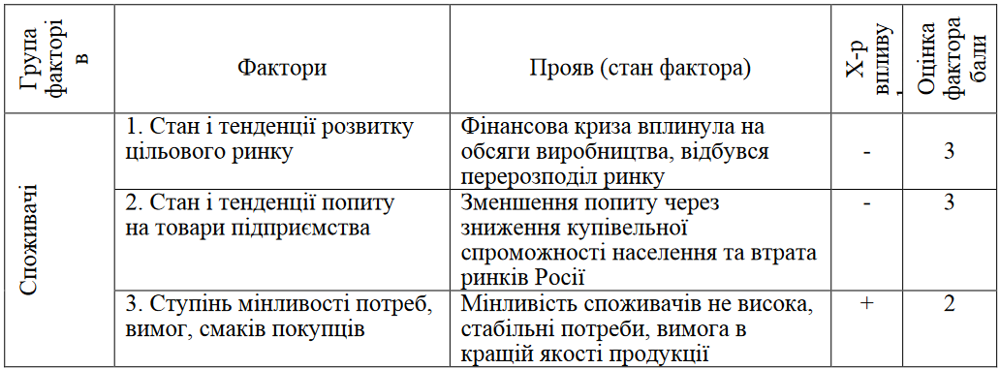 Група
факторі
в
Фактори
Прояв (стан фактора)
Х-р
впливу
,
Оцінка
фактора
бали
Споживачі
1. Стан і тенденції розвитку
цільового ринку
Фінансова криза вплинула на
обсяги виробництва, відбувся
перерозподіл ринку
-
3
2. Стан і тенденції попиту
на товари підприємства
Зменшення попиту через
зниження купівельної
спроможності населення та втрата
ринків Росії
-
3
3. Ступінь мінливості потреб,
вимог, смаків покупців
Мінливість споживачів не висока,
стабільні потреби, вимога в
кращій якості продукції
+
2